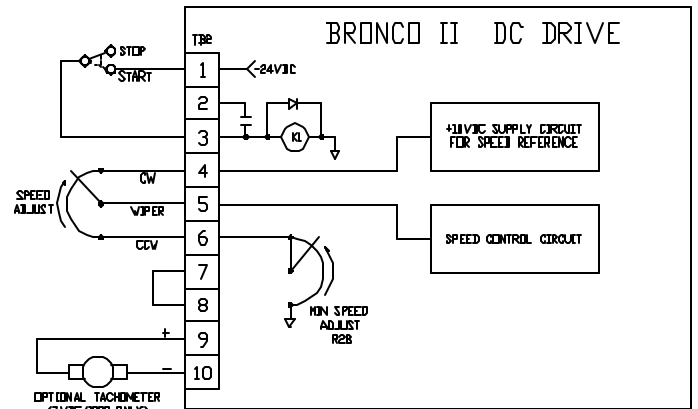 BRONCO II DC DRIVE
TB2
STOP
START
1
-24VDC
2
3
K1
+10VDC SUPPLY CIRCUIT
FOR SPEED REFERENCE
4
CW
SPEED
ADJUST
WIPER
5
CCW
6
SPEED CONTROL CIRCUIT
7
8
MIN SPEED
ADJUST
R28
+
9
-
10
OPTIONAL TACHOMETER